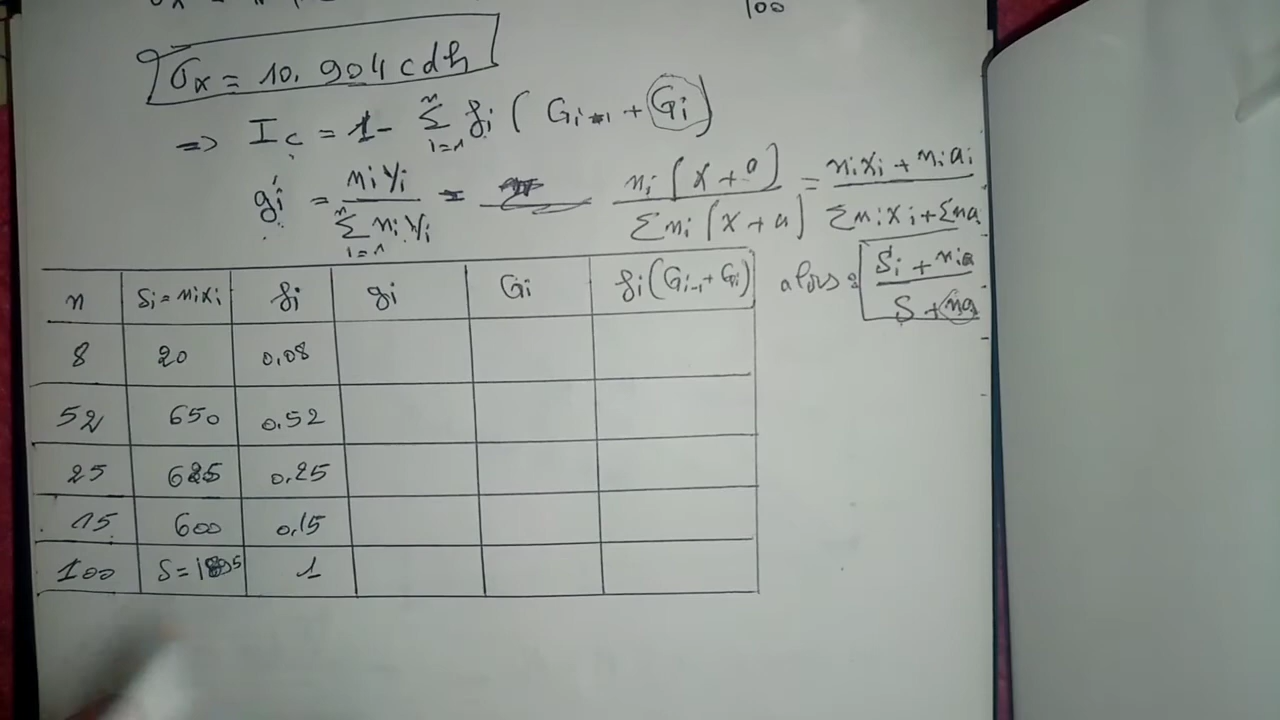 100
σx = 10.904 cdh
=> Ic = 1- Σ i=1 n fi ( Gi-1 + Gi )
gi = niyi / Σ i=1 n niyi = ni (x+a) / Σni (x+a) = nixi + niai / Σnixi + Σna
n Si = nixi fi gi Gi fi(Gi-1+Gi) alors : Si + nia / S + na
8 20 0,08
52 650 0.52
25 625 0,25
15 600 0,15
100 S = 1895 1